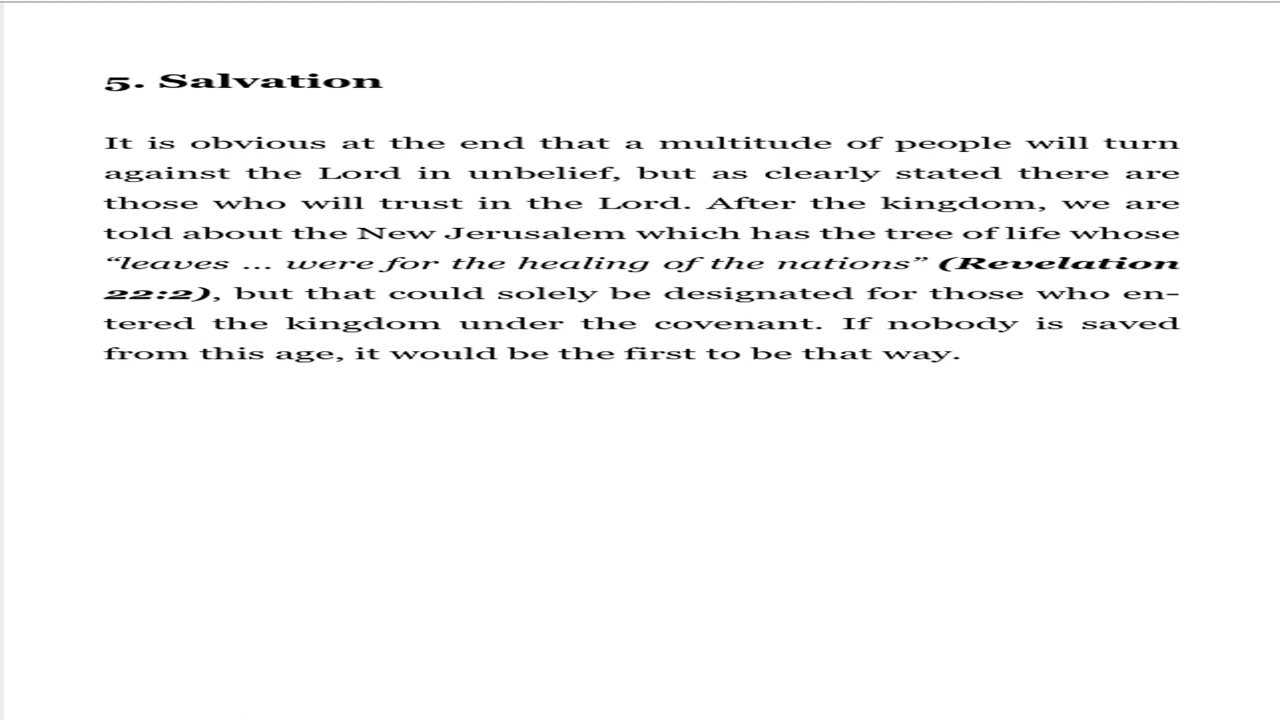 5. Salvation
It is obvious at the end that a multitude of people will turn
against the Lord in unbelief, but as clearly stated there are
those who will trust in the Lord. After the kingdom, we are
told about the New Jerusalem which has the tree of life whose
“leaves ... were for the healing of the nations” (Revelation
22:2), but that could solely be designated for those who en-
tered the kingdom under the covenant. If nobody is saved
from this age, it would be the first to be that way.